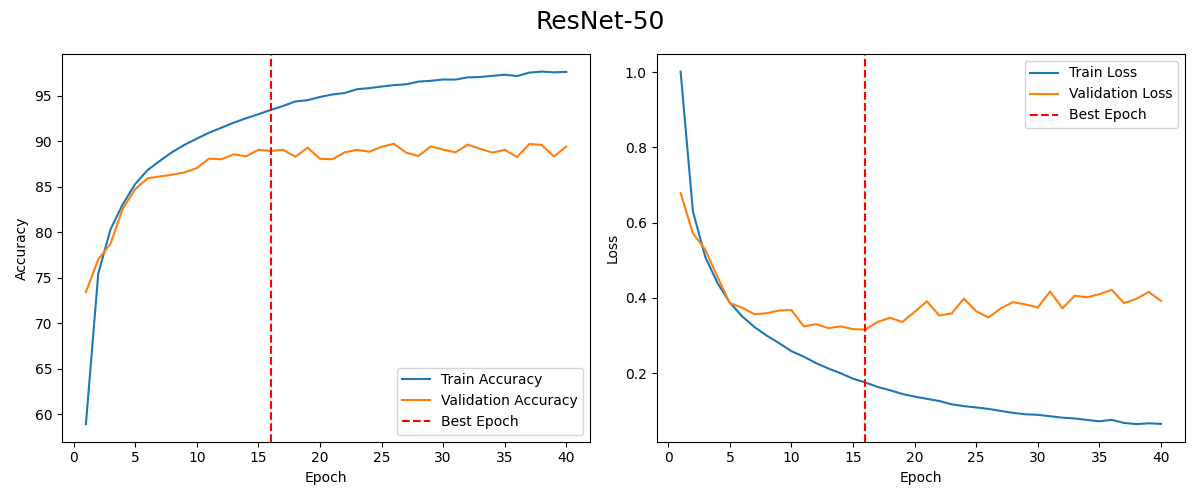 ResNet-50
Accuracy
95
90
85
80
75
70
65
60
0 5 10 15 20 25 30 35 40
Epoch
Train Accuracy
Validation Accuracy
Best Epoch
Loss
1.0
0.8
0.6
0.4
0.2
0 5 10 15 20 25 30 35 40
Epoch
Train Loss
Validation Loss
Best Epoch